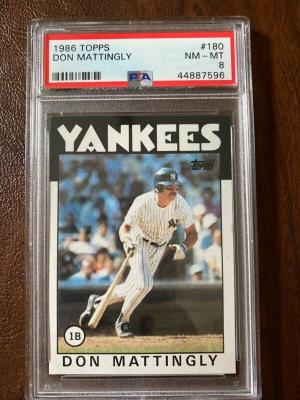 1986 TOPPS #180
DON MATTINGLY NM-MT
PSA 8
44887596
YANKEES
Topps
1B
DON MATTINGLY